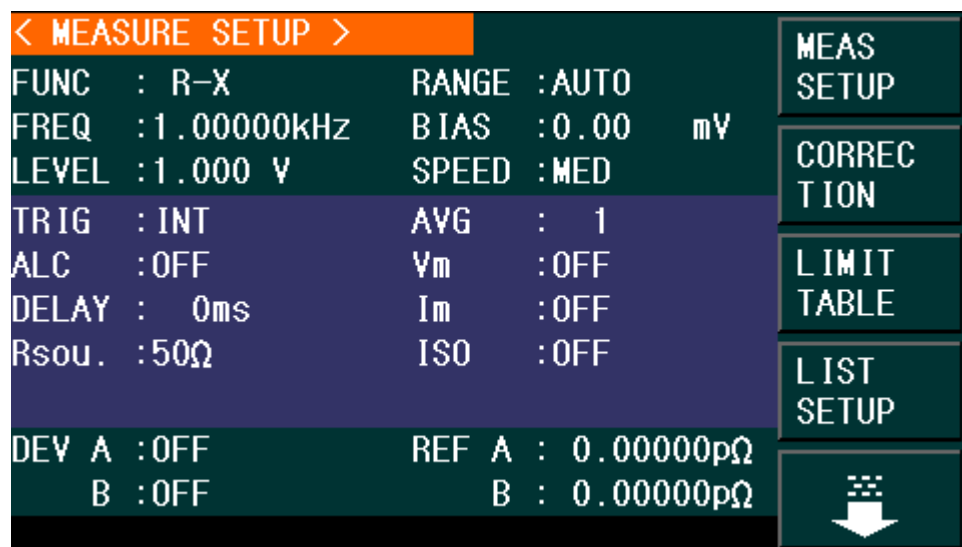 < MEASURE SETUP >
FUNC : R-X RANGE :AUTO
FREQ :1.00000kHz BIAS :0.00 mV
LEVEL :1.000 V SPEED :MED
TRIG :INT AVG : 1
ALC :OFF Vm :OFF
DELAY : 0ms Im :OFF
Rsou. :50Ω ISO :OFF
DEV A :OFF REF A : 0.00000pΩ
B :OFF B : 0.00000pΩ
MEAS
SETUP
CORREC
TION
LIMIT
TABLE
LIST
SETUP